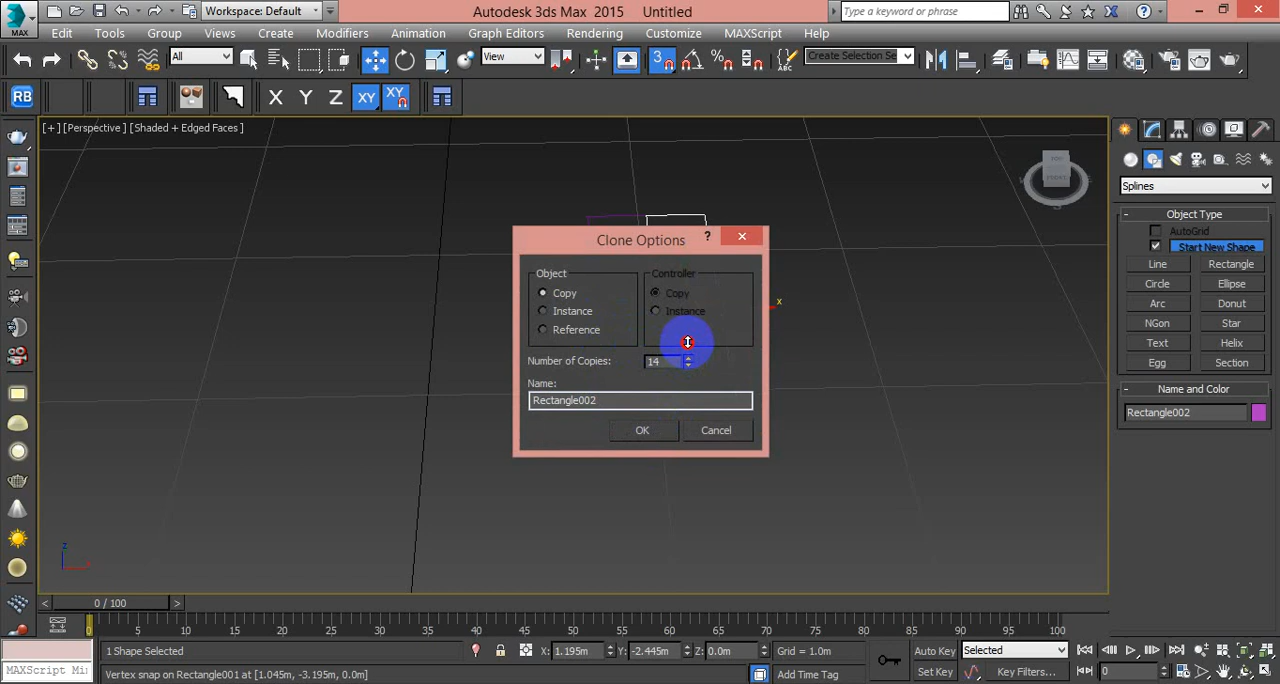 Workspace: Default
Autodesk 3ds Max 2015 Untitled
Type a keyword or phrase
MAX
Edit Tools Group Views Create Modifiers Animation Graph Editors Rendering Customize MAXScript Help
All
View
3
Create Selection Se
RB X Y Z XY XY
[+] [Perspective ] [Shaded + Edged Faces ]
Splines
Object Type
AutoGrid
Start New Shape
Line Rectangle
Circle Ellipse
Arc Donut
NGon Star
Text Helix
Egg Section
Name and Color
Rectangle002
Clone Options ?
Object
Copy
Instance
Reference
Controller
Copy
Instance
Number of Copies: 14
Name:
Rectangle002
OK Cancel
x
z
< 0 / 100 >
0 5 10 15 20 25 30 35 40 45 50 55 60 65 70 75 80 85 90 95 100
1 Shape Selected X: 1.195m Y: -2.445m Z: 0.0m Grid = 1.0m Auto Key Selected
MAXScript Mi Vertex snap on Rectangle001 at [1.045m, -3.195m, 0.0m] Add Time Tag Set Key Key Filters... 0